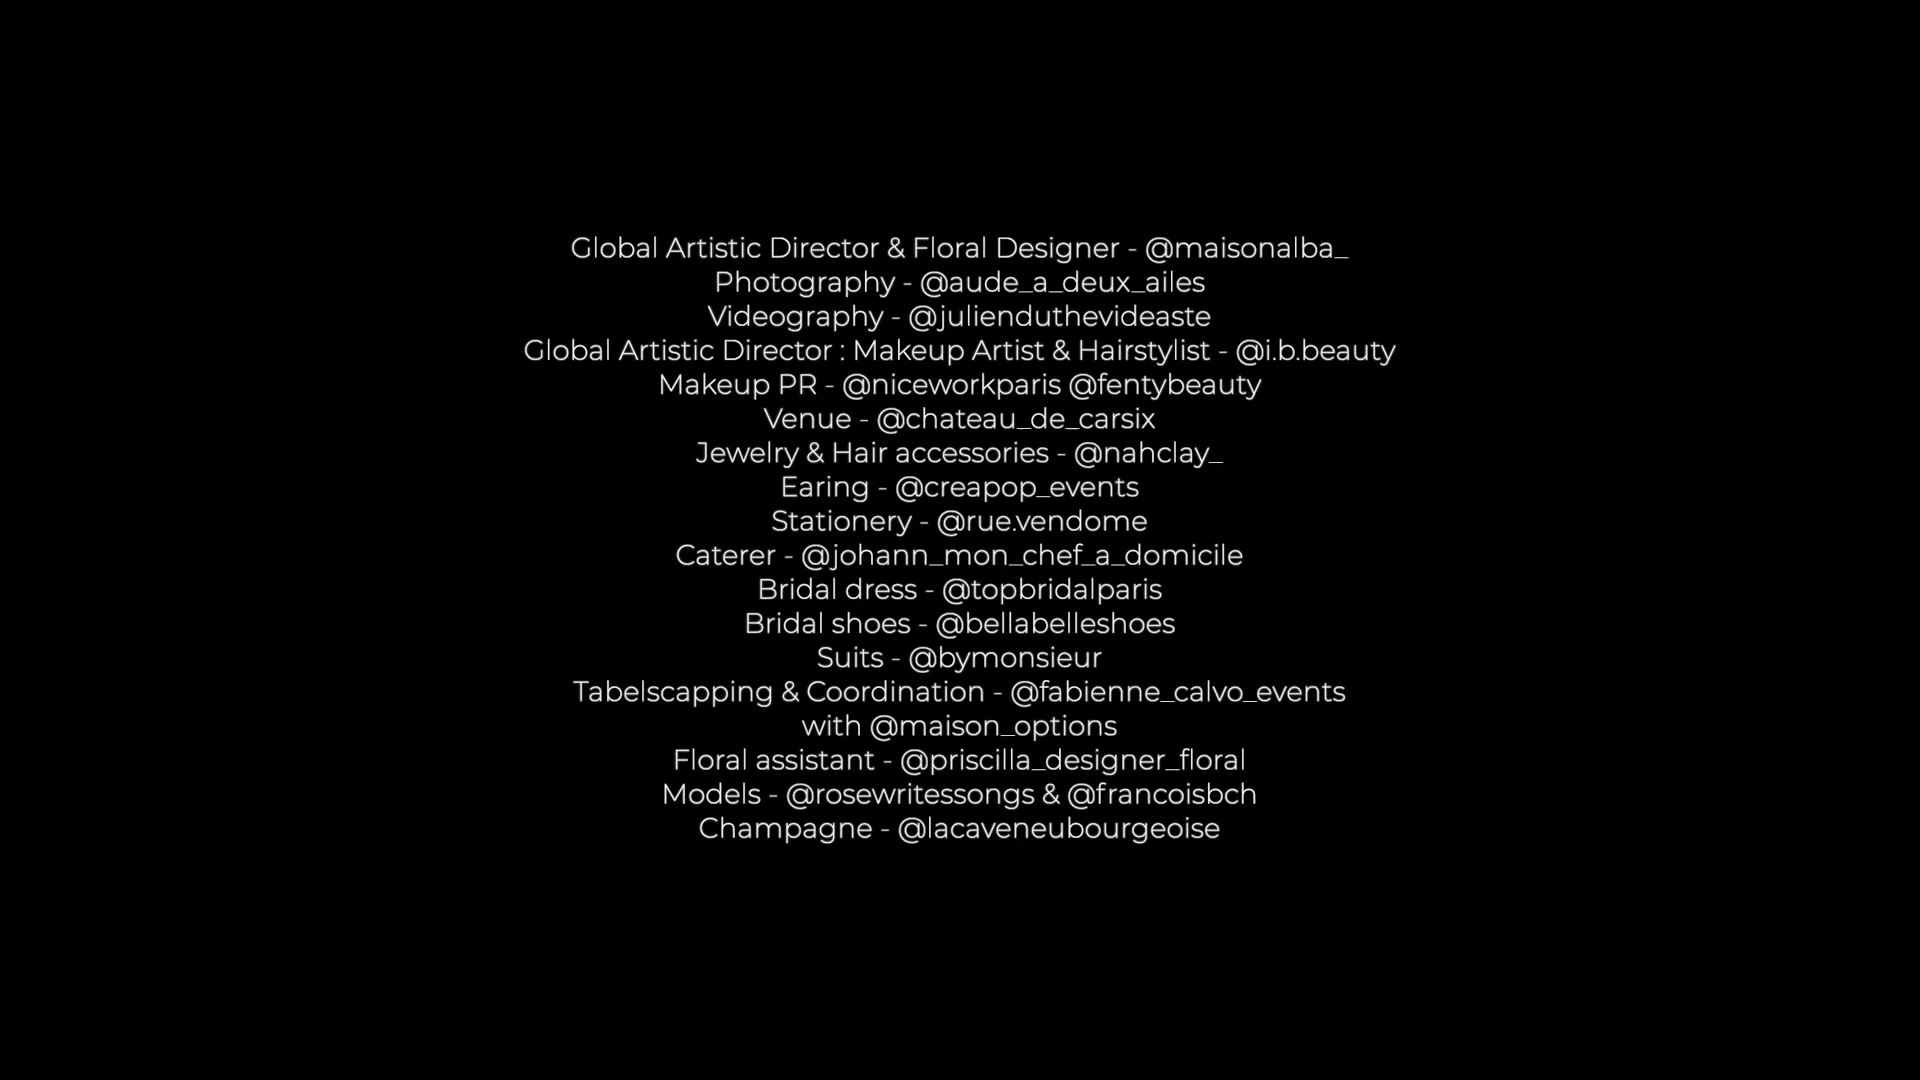 Global Artistic Director & Floral Designer - @maisonalba_
Photography - @aude_a_deux_ailes
Videography - @julienduthevideaste
Global Artistic Director : Makeup Artist & Hairstylist - @i.b.beauty
Makeup PR - @niceworkparis @fentybeauty
Venue - @chateau_de_carsix
Jewelry & Hair accessories - @nahclay_
Earing - @creapop_events
Stationery - @rue.vendome
Caterer - @johann_mon_chef_a_domicile
Bridal dress - @topbridalparis
Bridal shoes - @bellabelleshoes
Suits - @bymonsieur
Tabelscapping & Coordination - @fabienne_calvo_events
with @maison_options
Floral assistant - @priscilla_designer_floral
Models - @rosewritessongs & @francoisbch
Champagne - @lacaveneubourgeoise